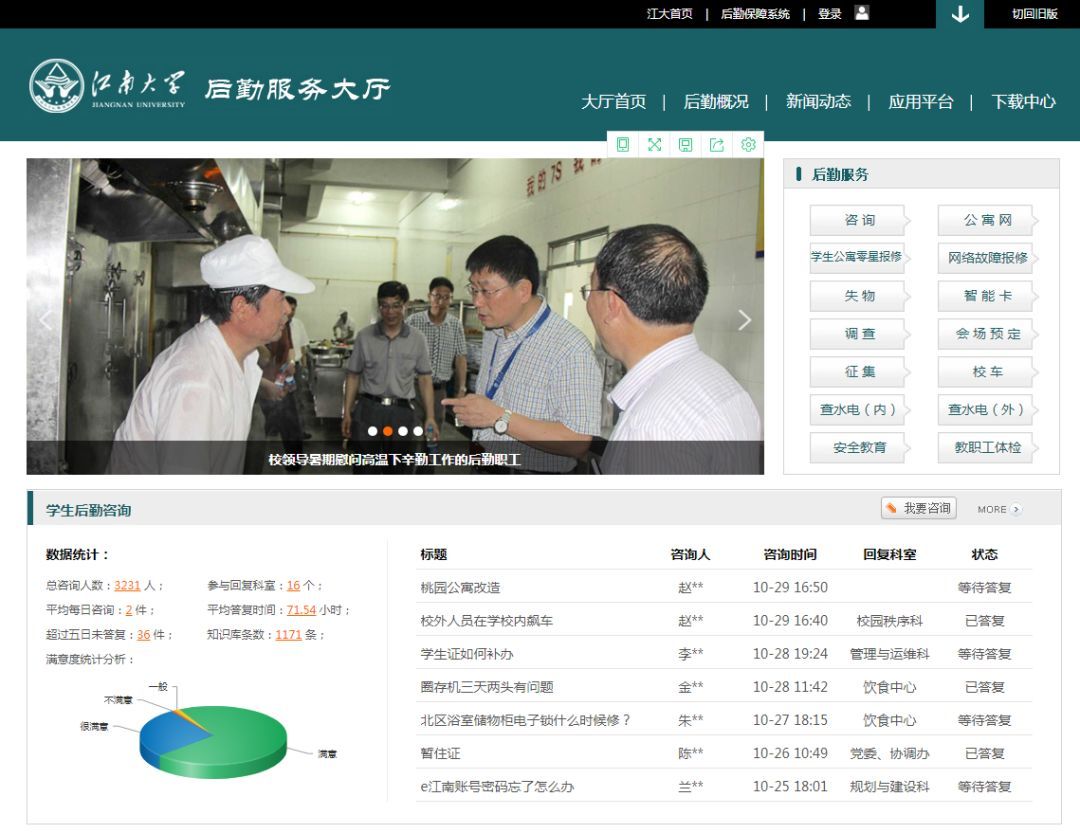 江大首页 | 后勤保障系统 | 登录 切回旧版
江南大学
JIANGNAN UNIVERSITY
后勤服务大厅
大厅首页 | 后勤概况 | 新闻动态 | 应用平台 | 下载中心
我的7S 我的
校领导暑期慰问高温下辛勤工作的后勤职工
后勤服务
咨询 公寓网
学生公寓零星报修 网络故障报修
失物 智能卡
调查 会场预定
征集 校车
查水电（内） 查水电（外）
安全教育 教职工体检
学生后勤咨询 我要咨询 MORE
数据统计：
总咨询人数：3231 人； 参与回复科室：16 个；
平均每日咨询：2 件； 平均答复时间：71.54 小时；
超过五日未答复：36 件； 知识库条数：1171 条；
满意度统计分析：
一般
不满意
很满意
满意
标题 咨询人 咨询时间 回复科室 状态
桃园公寓改造 赵** 10-29 16:50 等待答复
校外人员在学校内飙车 赵** 10-29 16:40 校园秩序科 已答复
学生证如何补办 李** 10-28 19:24 管理与运维科 等待答复
圈存机三天两头有问题 金** 10-28 11:42 饮食中心 已答复
北区浴室储物柜电子锁什么时候修？ 朱** 10-27 18:15 饮食中心 等待答复
暂住证 陈** 10-26 10:49 党委、协调办 已答复
e江南账号密码忘了怎么办 兰** 10-25 18:01 规划与建设科 等待答复